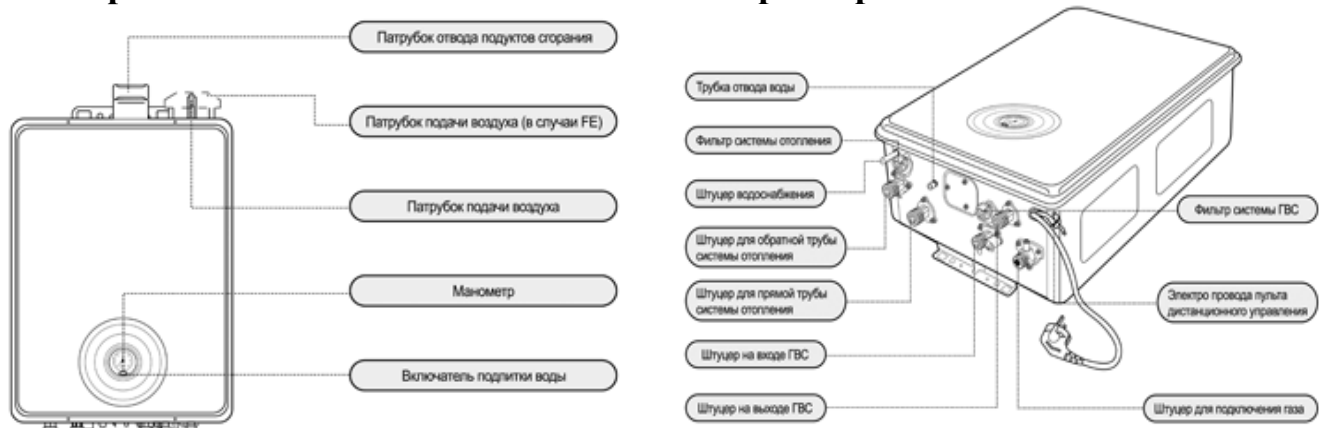 Патрубок отвода подуктов сгорания
Патрубок подачи воздуха (в случаи FE)
Патрубок подачи воздуха
Манометр
Включатель подпитки воды
Трубка отвода воды
Фильтр системы отопления
Штуцер водоснабжения
Штуцер для обратной трубы
системы отопления
Штуцер для прямой трубы
системы отопления
Штуцер на входе ГВС
Штуцер на выходе ГВС
Фильтр системы ГВС
Электро провода пульта
дистанционного управления
Штуцер для подключения газа